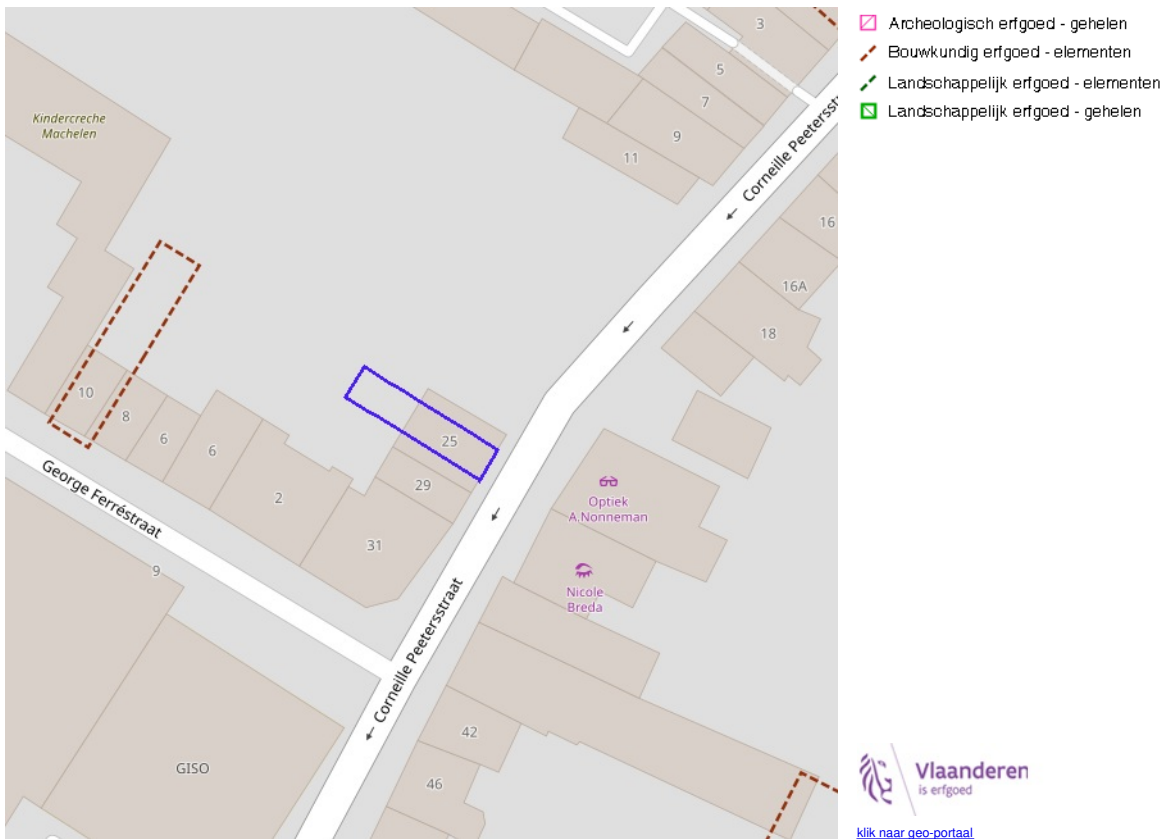 Archeologisch erfgoed - gehelen
Bouwkundig erfgoed - elementen
Landschappelijk erfgoed - elementen
Landschappelijk erfgoed - gehelen
3
5
7
9
11
Corneille Peetersstr
Kindercreche
Machelen
16
16A
18
10
8
6
6
2
25
29
31
George Ferréstraat
9
Optiek
A.Nonneman
Nicole
Breda
Corneille Peetersstraat
GISO
42
46
Vlaanderen
is erfgoed
klik naar geo-portaal